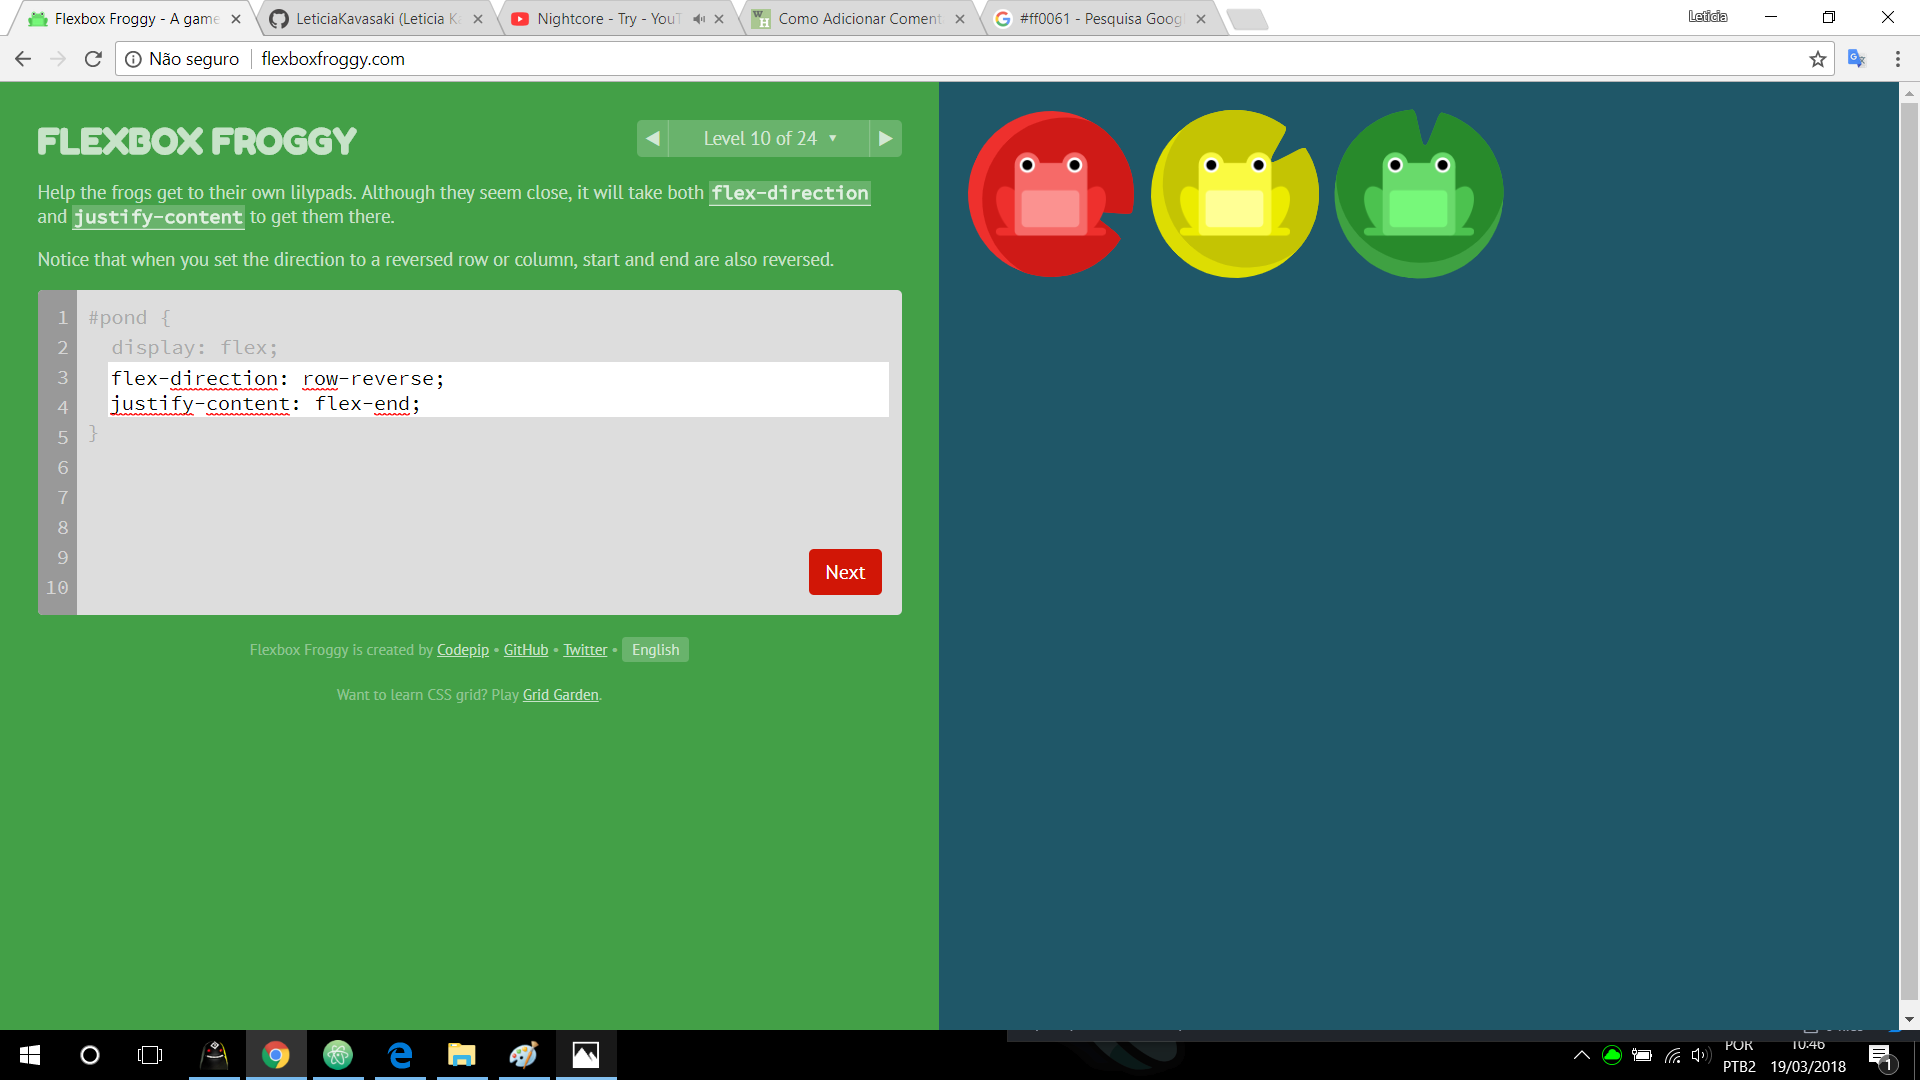 Flexbox Froggy - A game
LeticiaKavasaki (Leticia K
Nightcore - Try - YouT
Como Adicionar Coment
#ff0061 - Pesquisa Goog
Leticia
Não seguro
flexboxfroggy.com
FLEXBOX FROGGY
Level 10 of 24
Help the frogs get to their own lilypads. Although they seem close, it will take both flex-direction
and justify-content to get them there.
Notice that when you set the direction to a reversed row or column, start and end are also reversed.
1 #pond {
2 display: flex;
3 flex-direction: row-reverse;
4 justify-content: flex-end;
5 }
6
7
8
9
10
Next
Flexbox Froggy is created by Codepip • GitHub • Twitter • English
Want to learn CSS grid? Play Grid Garden.
POR
10:46
PTB2
19/03/2018
1